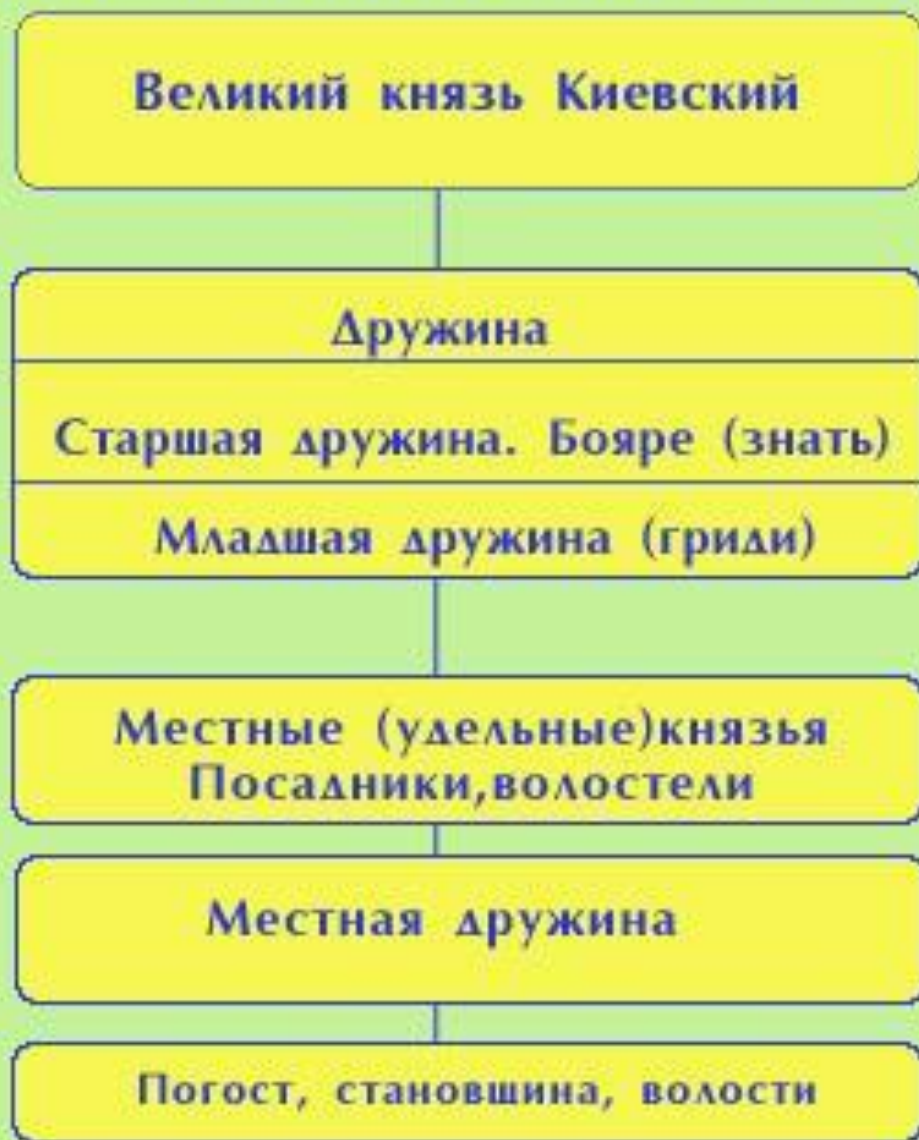 Великий князь Киевский
Дружина
Старшая дружина. Бояре (знать)
Младшая дружина (гриди)
Местные (удельные)князья
Посадники,волостели
Местная дружина
Погост, становшина, волости